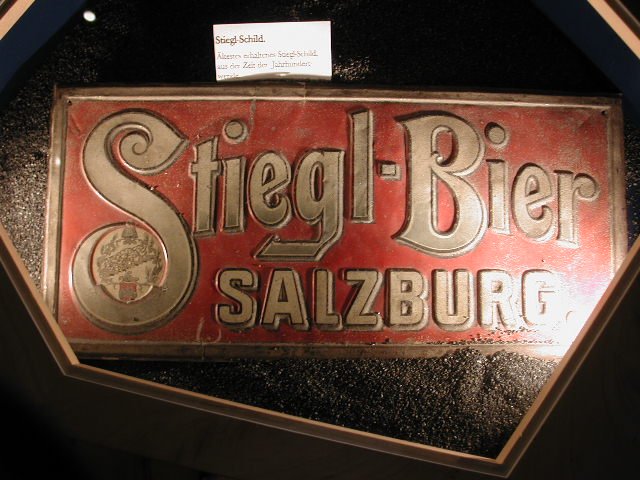 Stiegl-Schild.
Ältestes erhaltenes Stiegl-Schild,
aus der Zeit der Jahrhundert
Stiegl-Bier
SALZBURG.